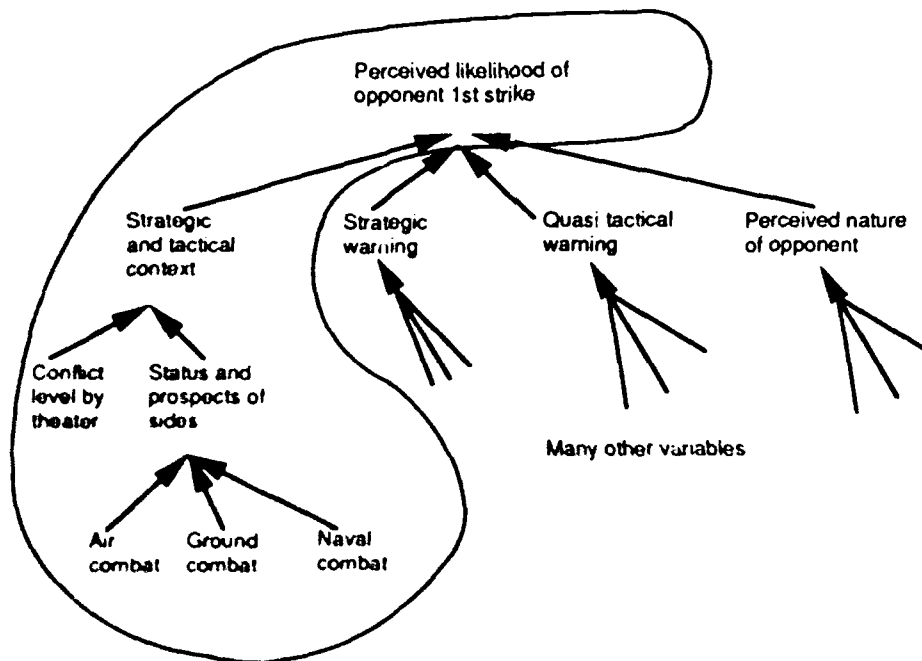 Perceived likelihood of
opponent 1st strike
Strategic
and tactical
context
Strategic
warning
Quasi tactical
warning
Perceived nature
of opponent
Conflict
level by
theater
Status and
prospects of
sides
Many other variables
Air
combat
Ground
combat
Naval
combat